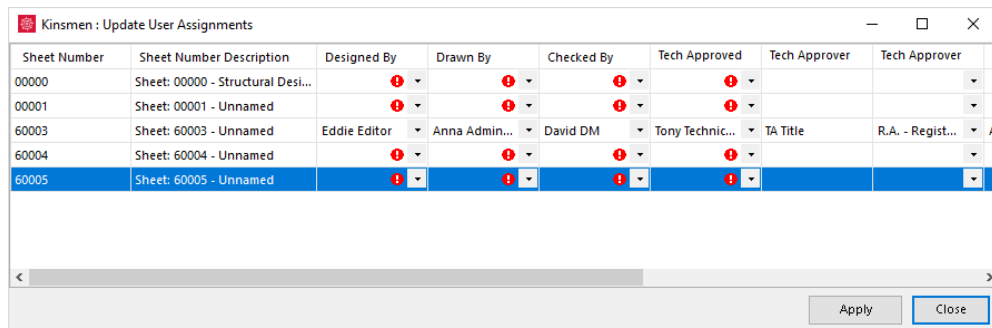 Kinsmen : Update User Assignments
Sheet Number Sheet Number Description Designed By Drawn By Checked By Tech Approved Tech Approver Tech Approver
00000 Sheet: 00000 - Structural Desi...
00001 Sheet: 00001 - Unnamed
60003 Sheet: 60003 - Unnamed Eddie Editor Anna Admin... David DM Tony Technic... TA Title R.A. - Regist...
60004 Sheet: 60004 - Unnamed
60005 Sheet: 60005 - Unnamed
Apply Close